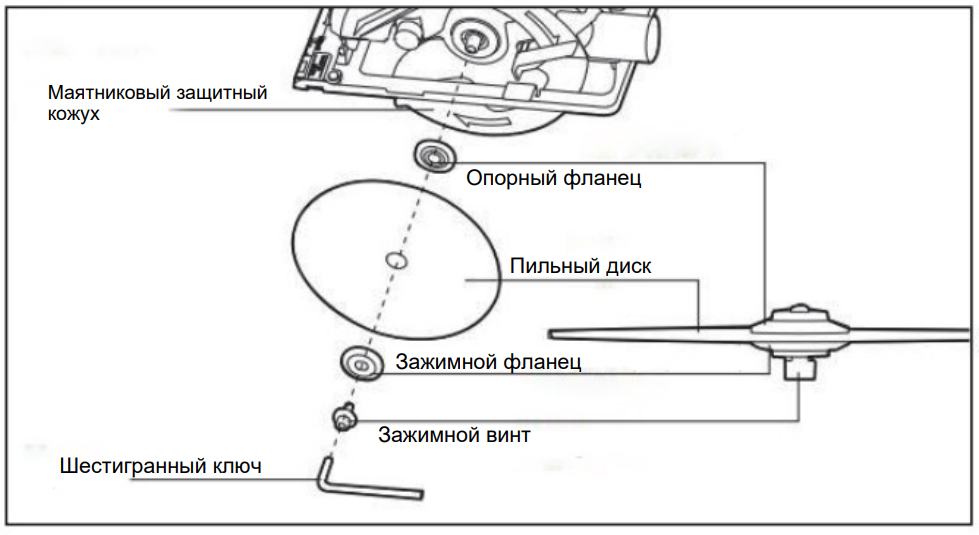 Маятниковый защитный
кожух
Опорный фланец
Пильный диск
Зажимной фланец
Зажимной винт
Шестигранный ключ